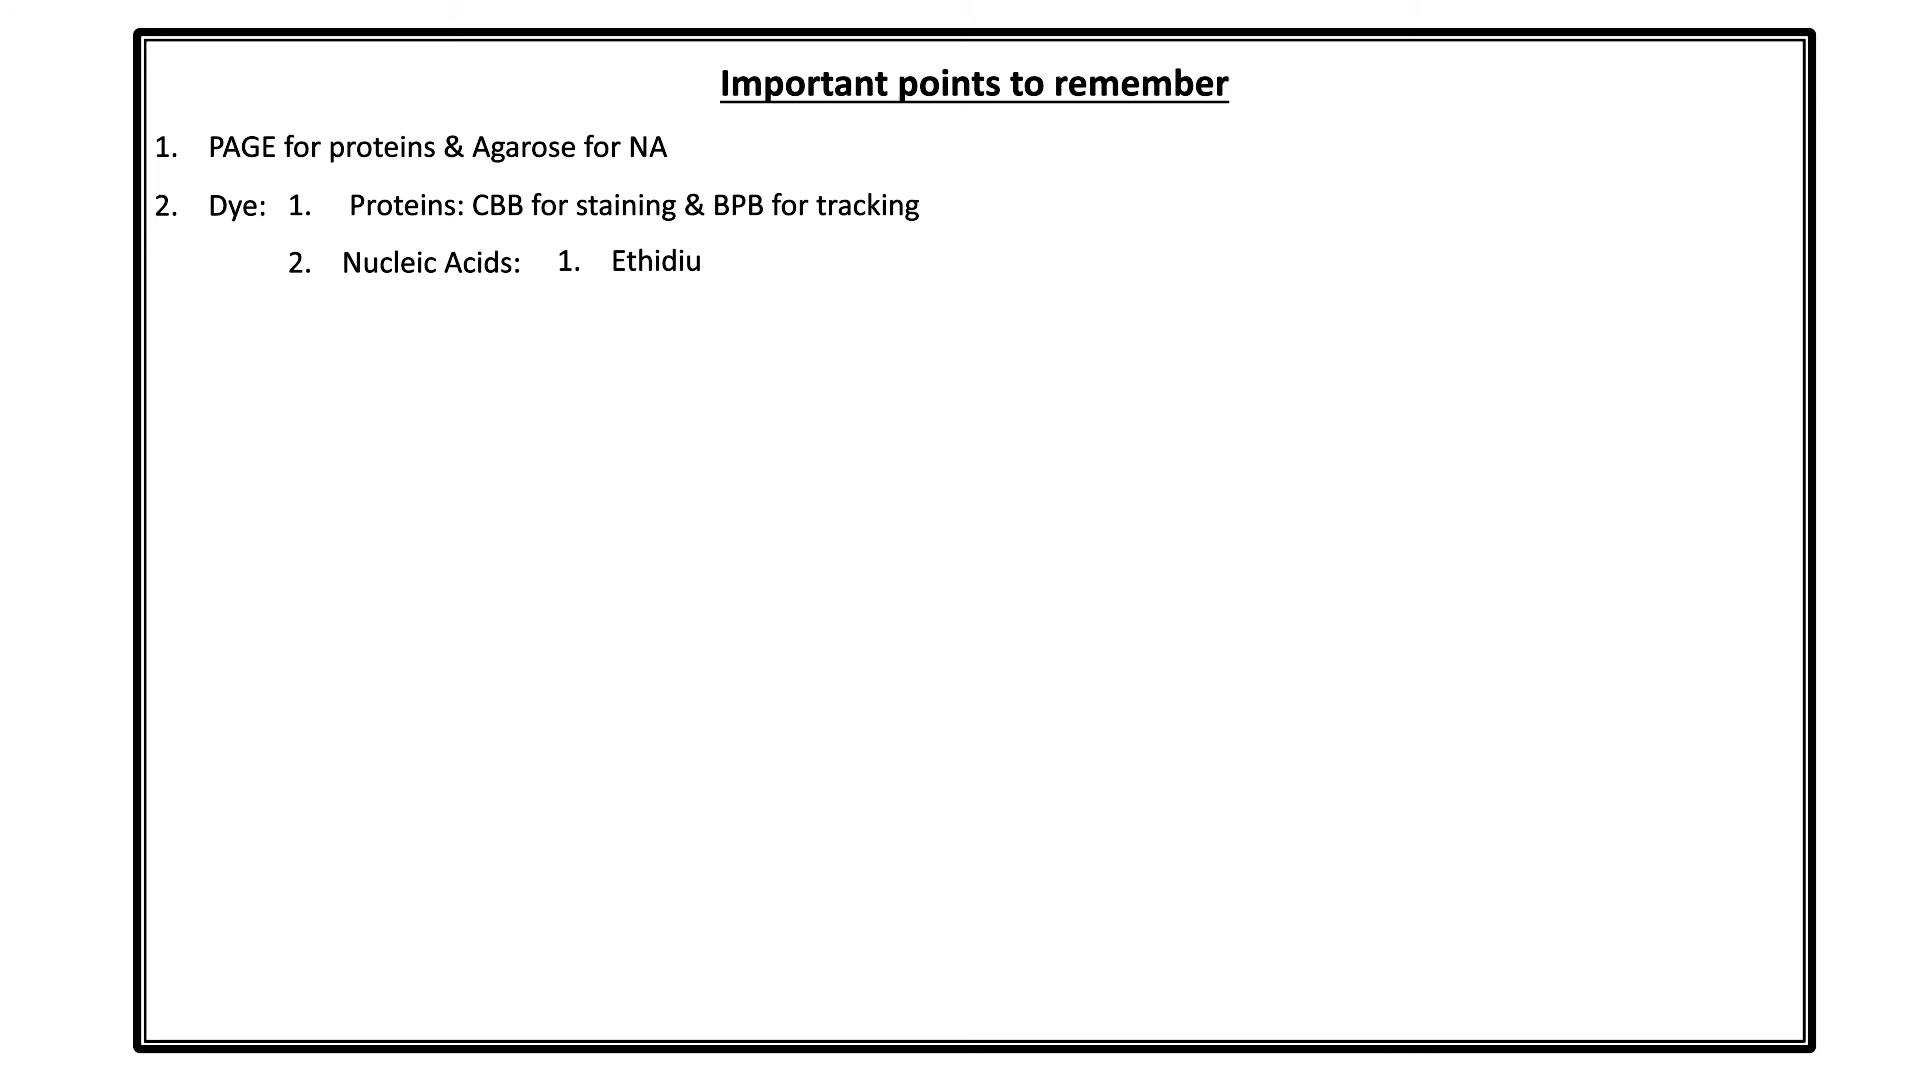 Important points to remember
1. PAGE for proteins & Agarose for NA
2. Dye: 1. Proteins: CBB for staining & BPB for tracking
2. Nucleic Acids: 1. Ethidiu